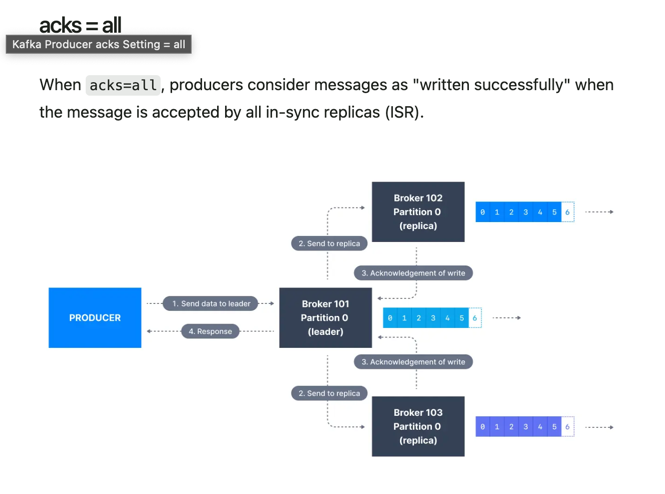 acks = all
Kafka Producer acks Setting = all
When acks=all, producers consider messages as "written successfully" when
the message is accepted by all in-sync replicas (ISR).
Broker 102
Partition 0
(replica)
0 1 2 3 4 5 6
2. Send to replica
3. Acknowledgement of write
PRODUCER
1. Send data to leader
4. Response
Broker 101
Partition 0
(leader)
0 1 2 3 4 5 6
3. Acknowledgement of write
2. Send to replica
Broker 103
Partition 0
(replica)
0 1 2 3 4 5 6